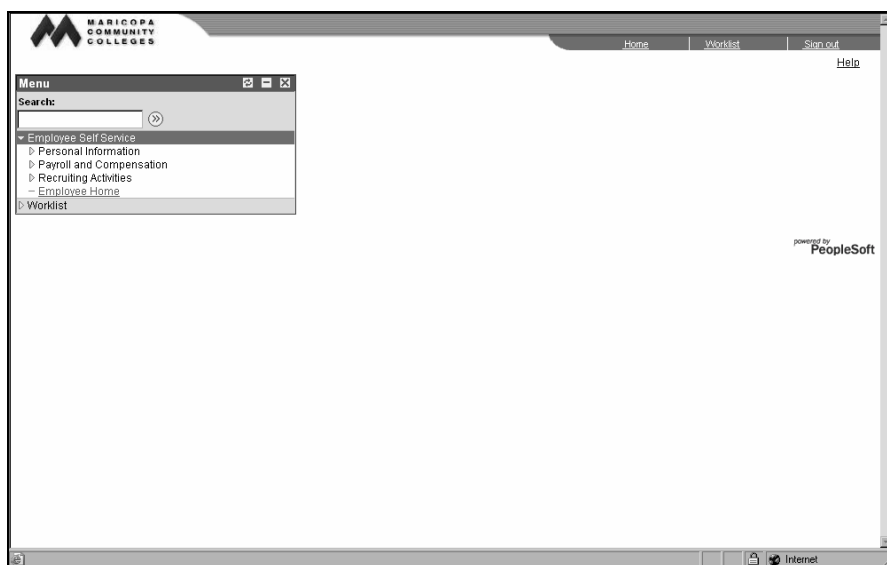 MARICOPA
COMMUNITY
COLLEGES
Home Worklist Sign out
Help
Menu
Search:
Employee Self Service
Personal Information
Payroll and Compensation
Recruiting Activities
Employee Home
Worklist
powered by
PeopleSoft
Internet